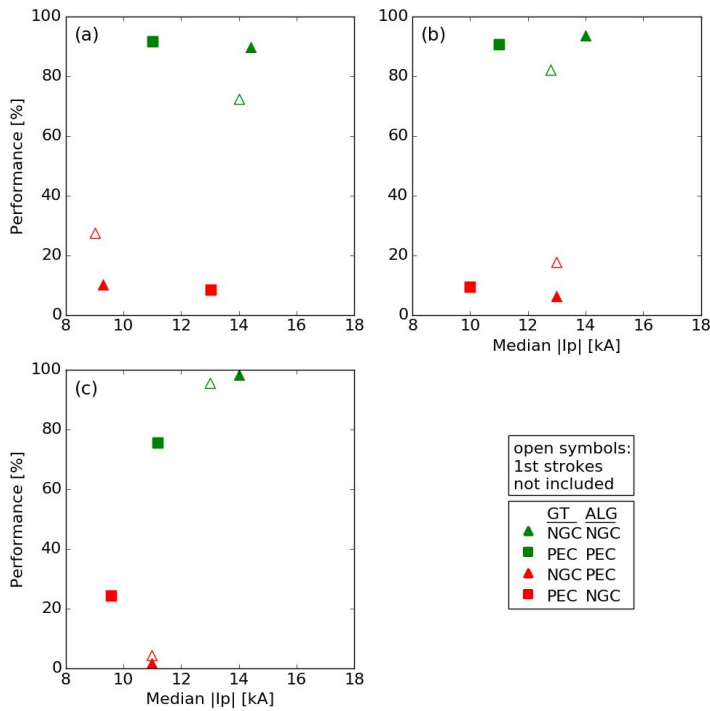 100
80
60
40
20
0
Performance [%]
(a)
8 10 12 14 16 18
100
80
60
40
20
0
(b)
8 10 12 14 16 18
Median |Ip| [kA]
100
80
60
40
20
0
Performance [%]
(c)
8 10 12 14 16 18
Median |Ip| [kA]
open symbols:
1st strokes
not included
GT ALG
NGC NGC
PEC PEC
NGC PEC
PEC NGC